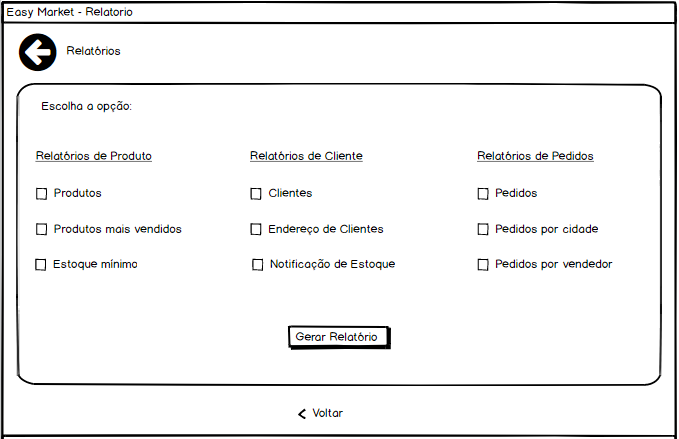 Easy Market - Relatorio
Relatórios
Escolha a opção:
Relatórios de Produto
Relatórios de Cliente
Relatórios de Pedidos
Produtos
Clientes
Pedidos
Produtos mais vendidos
Endereço de Clientes
Pedidos por cidade
Estoque mínimo
Notificação de Estoque
Pedidos por vendedor
Gerar Relatório
Voltar